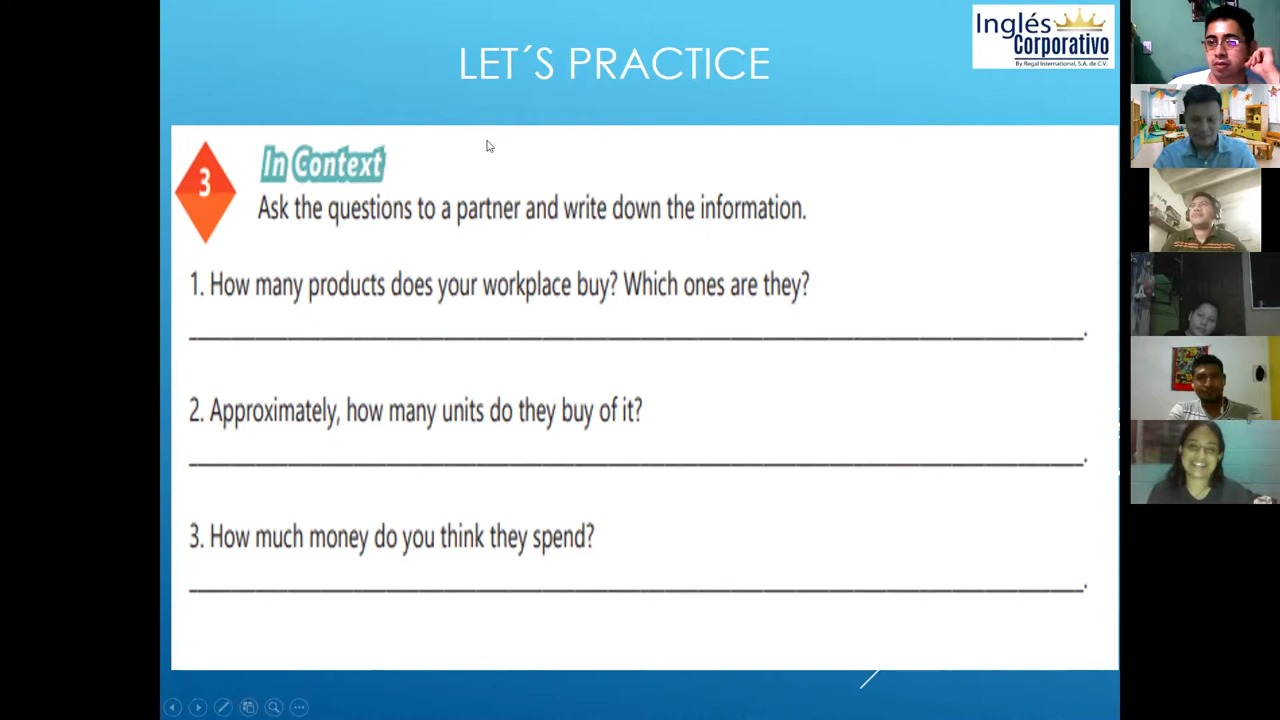 LET´S PRACTICE
Inglés
Corporativo
By Regal International, S.A. de C.V.
3
In Context
Ask the questions to a partner and write down the information.
1. How many products does your workplace buy? Which ones are they?
2. Approximately, how many units do they buy of it?
3. How much money do you think they spend?